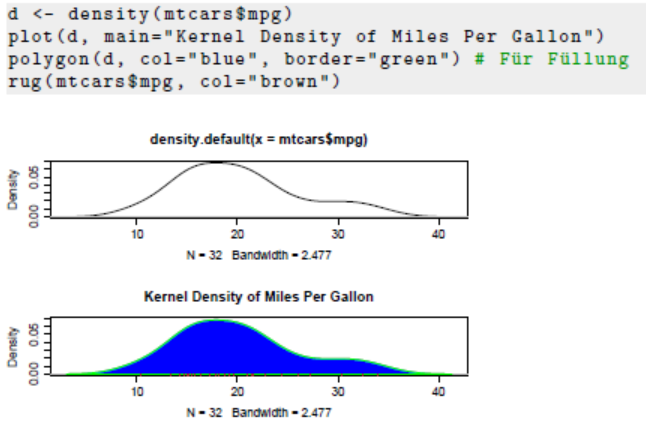 d <- density(mtcars$mpg)
plot(d, main="Kernel Density of Miles Per Gallon")
polygon(d, col="blue", border="green") # Für Füllung
rug(mtcars$mpg, col="brown")
density.default(x = mtcars$mpg)
Density
0.00 0.05
10 20 30 40
N = 32 Bandwidth = 2.477
Kernel Density of Miles Per Gallon
Density
0.00 0.05
10 20 30 40
N = 32 Bandwidth = 2.477